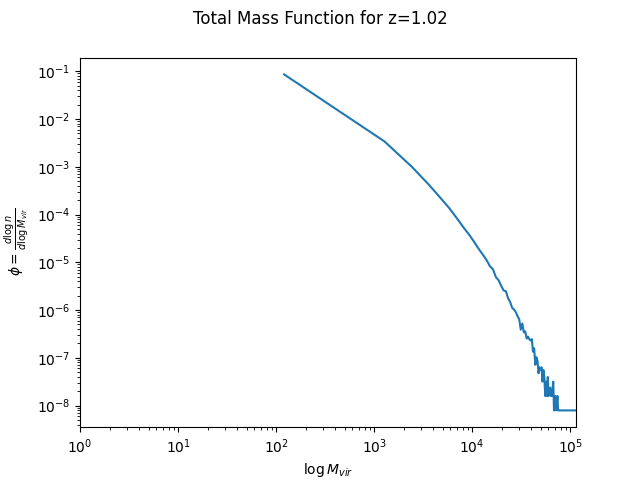 Total Mass Function for z=1.02
10⁻¹
10⁻²
10⁻³
10⁻⁴
10⁻⁵
10⁻⁶
10⁻⁷
10⁻⁸
ϕ = d log n / d log M_vir
10⁰ 10¹ 10² 10³ 10⁴ 10⁵
log M_vir